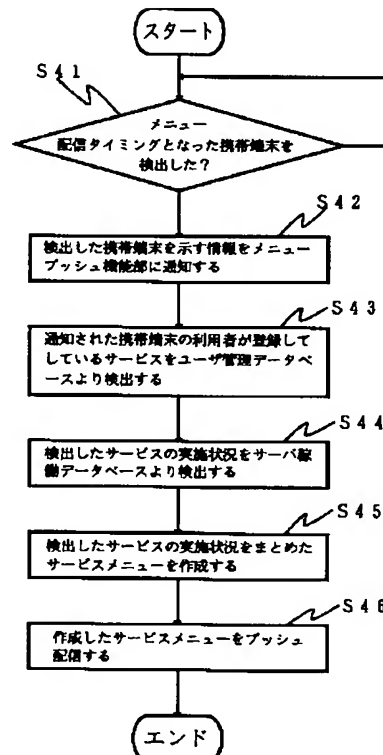 スタート
S41
メニュー
配信タイミングとなった携帯端末を
検出した？
S42
検出した携帯端末を示す情報をメニュー
プッシュ機能部に通知する
S43
通知された携帯端末の利用者が登録して
しているサービスをユーザ管理データベ
ースより検出する
S44
検出したサービスの実施状況をサーバ稼
働データベースより検出する
S45
検出したサービスの実施状況をまとめた
サービスメニューを作成する
S46
作成したサービスメニューをプッシュ
配信する
エンド